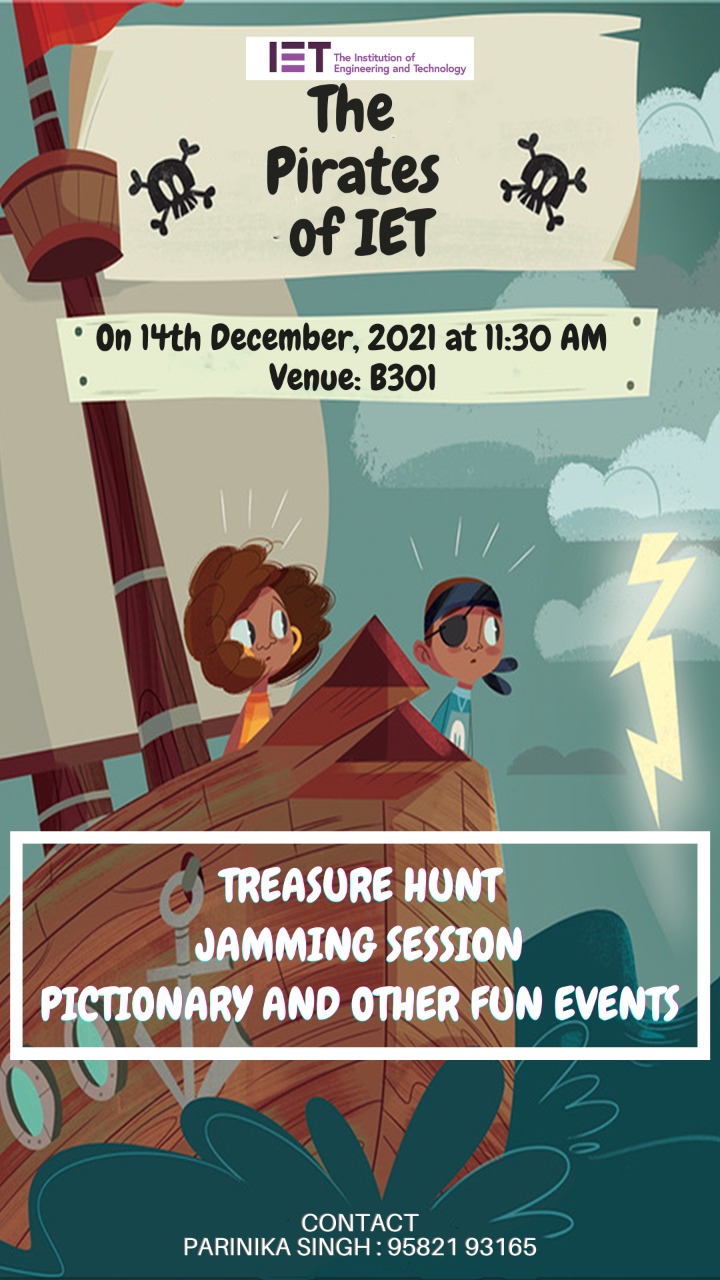 IET The Institution of
Engineering and Technology
The
Pirates
of IET
On 14th December, 2021 at 11:30 AM
Venue: B301
TREASURE HUNT
JAMMING SESSION
PICTIONARY AND OTHER FUN EVENTS
CONTACT
PARINIKA SINGH : 95821 93165